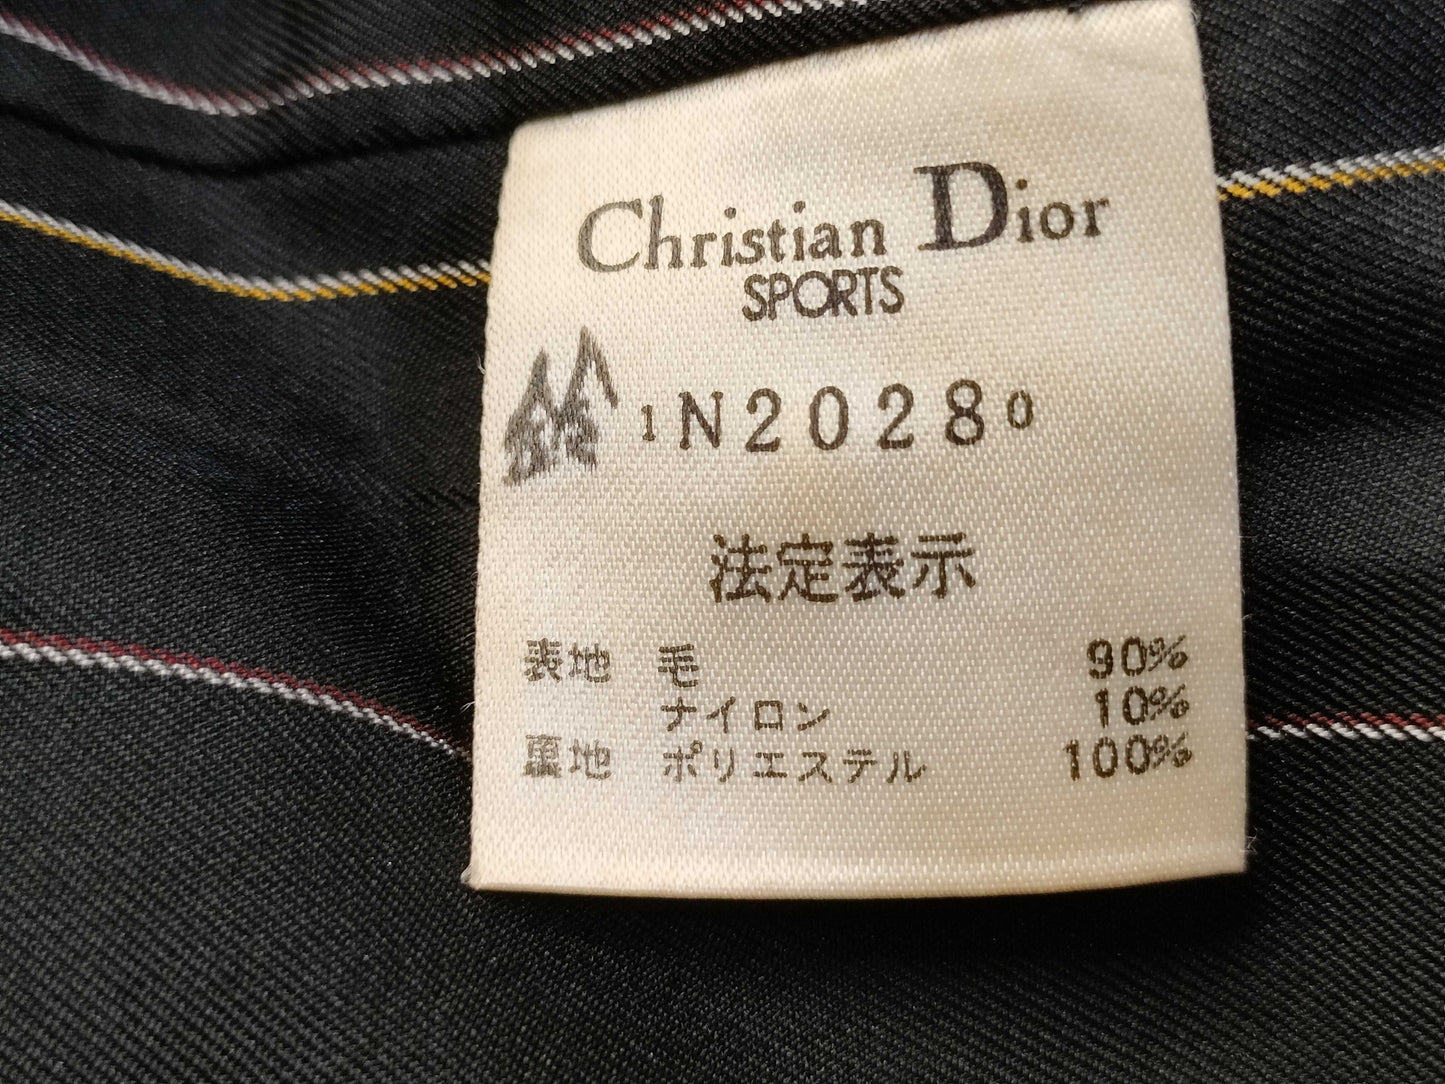 Christian Dior
SPORTS
1N20280
法定表示
表地 毛 90%
ナイロン 10%
裏地 ポリエステル 100%